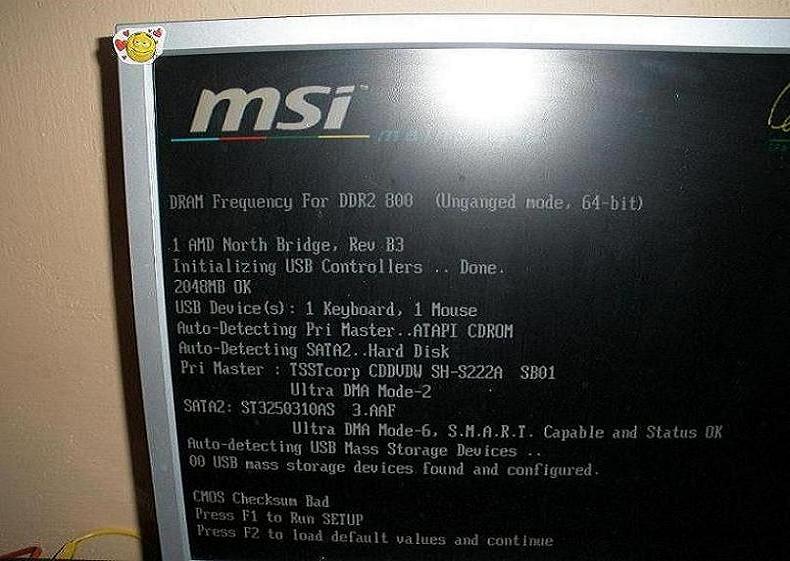 msi
DRAM Frequency For DDR2 800 (Unganged mode, 64-bit)
1 AMD North Bridge, Rev B3
Initializing USB Controllers .. Done.
2048MB OK
USB Device(s): 1 Keyboard, 1 Mouse
Auto-Detecting Pri Master..ATAPI CDROM
Auto-Detecting SATA2..Hard Disk
Pri Master : TSSTcorp CDDVDW SH-S222A SB01
Ultra DMA Mode-2
SATA2: ST3250310AS 3.AAF
Ultra DMA Mode-6, S.M.A.R.T. Capable and Status OK
Auto-detecting USB Mass Storage Devices ..
00 USB mass storage devices found and configured.
CMOS Checksum Bad
Press F1 to Run SETUP
Press F2 to load default values and continue